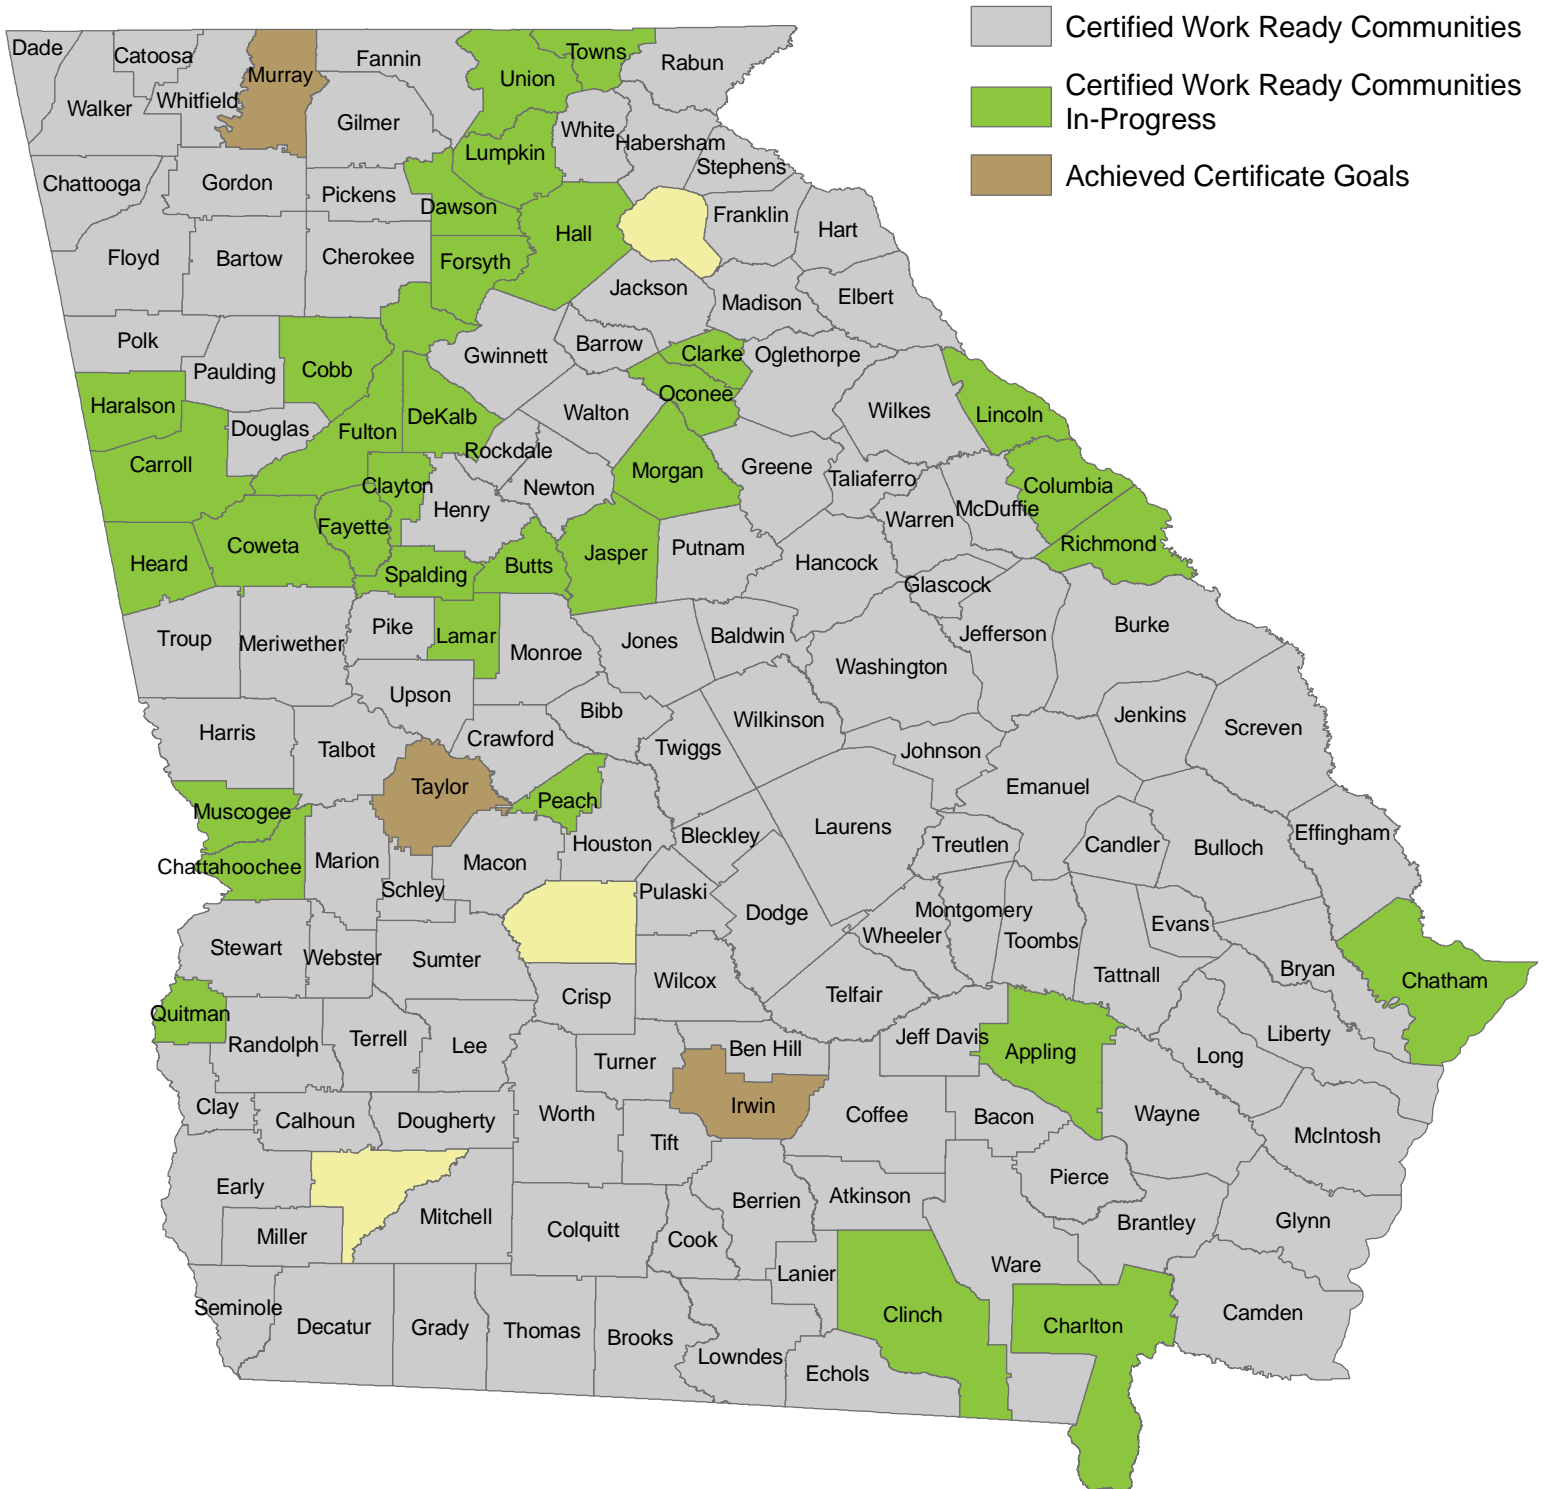 Certified Work Ready Communities
Certified Work Ready Communities
In-Progress
Achieved Certificate Goals
Dade
Catoosa
Murray
Fannin
Union
Towns
Rabun
Walker
Whitfield
Gilmer
White
Habersham
Lumpkin
Stephens
Chattooga
Gordon
Pickens
Dawson
Franklin
Hart
Hall
Floyd
Bartow
Cherokee
Forsyth
Jackson
Madison
Elbert
Polk
Paulding
Cobb
Gwinnett
Barrow
Clarke
Oglethorpe
Oconee
Haralson
Douglas
Fulton
DeKalb
Walton
Wilkes
Lincoln
Carroll
Rockdale
Clayton
Henry
Newton
Morgan
Greene
Taliaferro
Columbia
McDuffie
Warren
Richmond
Fayette
Coweta
Heard
Spalding
Butts
Jasper
Putnam
Hancock
Glascock
Troup
Meriwether
Pike
Lamar
Monroe
Jones
Baldwin
Washington
Jefferson
Burke
Upson
Bibb
Wilkinson
Jenkins
Screven
Harris
Talbot
Crawford
Twiggs
Johnson
Emanuel
Taylor
Peach
Muscogee
Houston
Bleckley
Laurens
Treutlen
Candler
Bulloch
Effingham
Chattahoochee
Marion
Macon
Schley
Pulaski
Dodge
Montgomery
Wheeler
Toombs
Evans
Stewart
Webster
Sumter
Tattnall
Bryan
Chatham
Crisp
Wilcox
Telfair
Quitman
Randolph
Terrell
Lee
Turner
Ben Hill
Jeff Davis
Appling
Long
Liberty
Clay
Calhoun
Dougherty
Worth
Irwin
Coffee
Bacon
Wayne
McIntosh
Tift
Early
Mitchell
Berrien
Atkinson
Pierce
Brantley
Glynn
Miller
Colquitt
Cook
Lanier
Ware
Seminole
Decatur
Grady
Thomas
Brooks
Lowndes
Echols
Clinch
Charlton
Camden